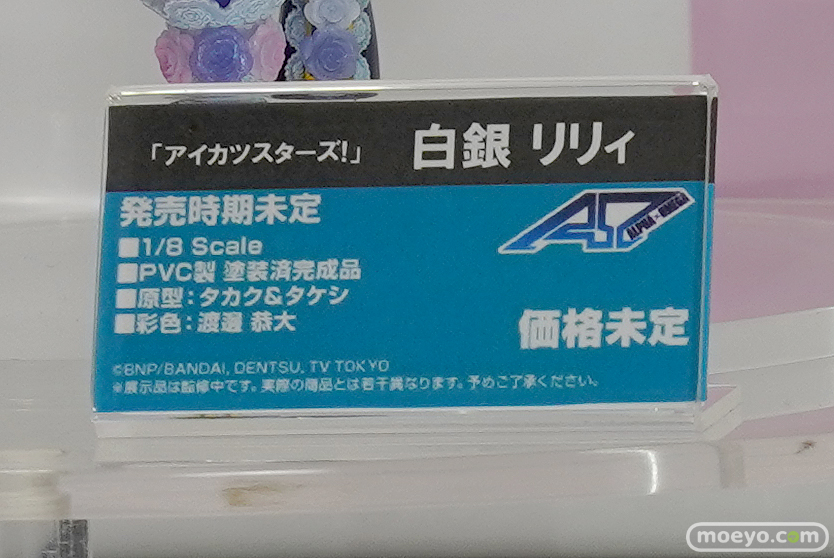 「アイカツスターズ!」 白銀 リリィ
発売時期未定
■1/8 Scale
■PVC製 塗装済完成品
■原型:タカク&タケシ
■彩色:渡邊 恭大
AΩ ALPHA×OMEGA
価格未定
©BNP/BANDAI, DENTSU, TV TOKYO
※展示品は監修中です。実際の商品とは若干異なります。予めご了承ください。
moeyo.com